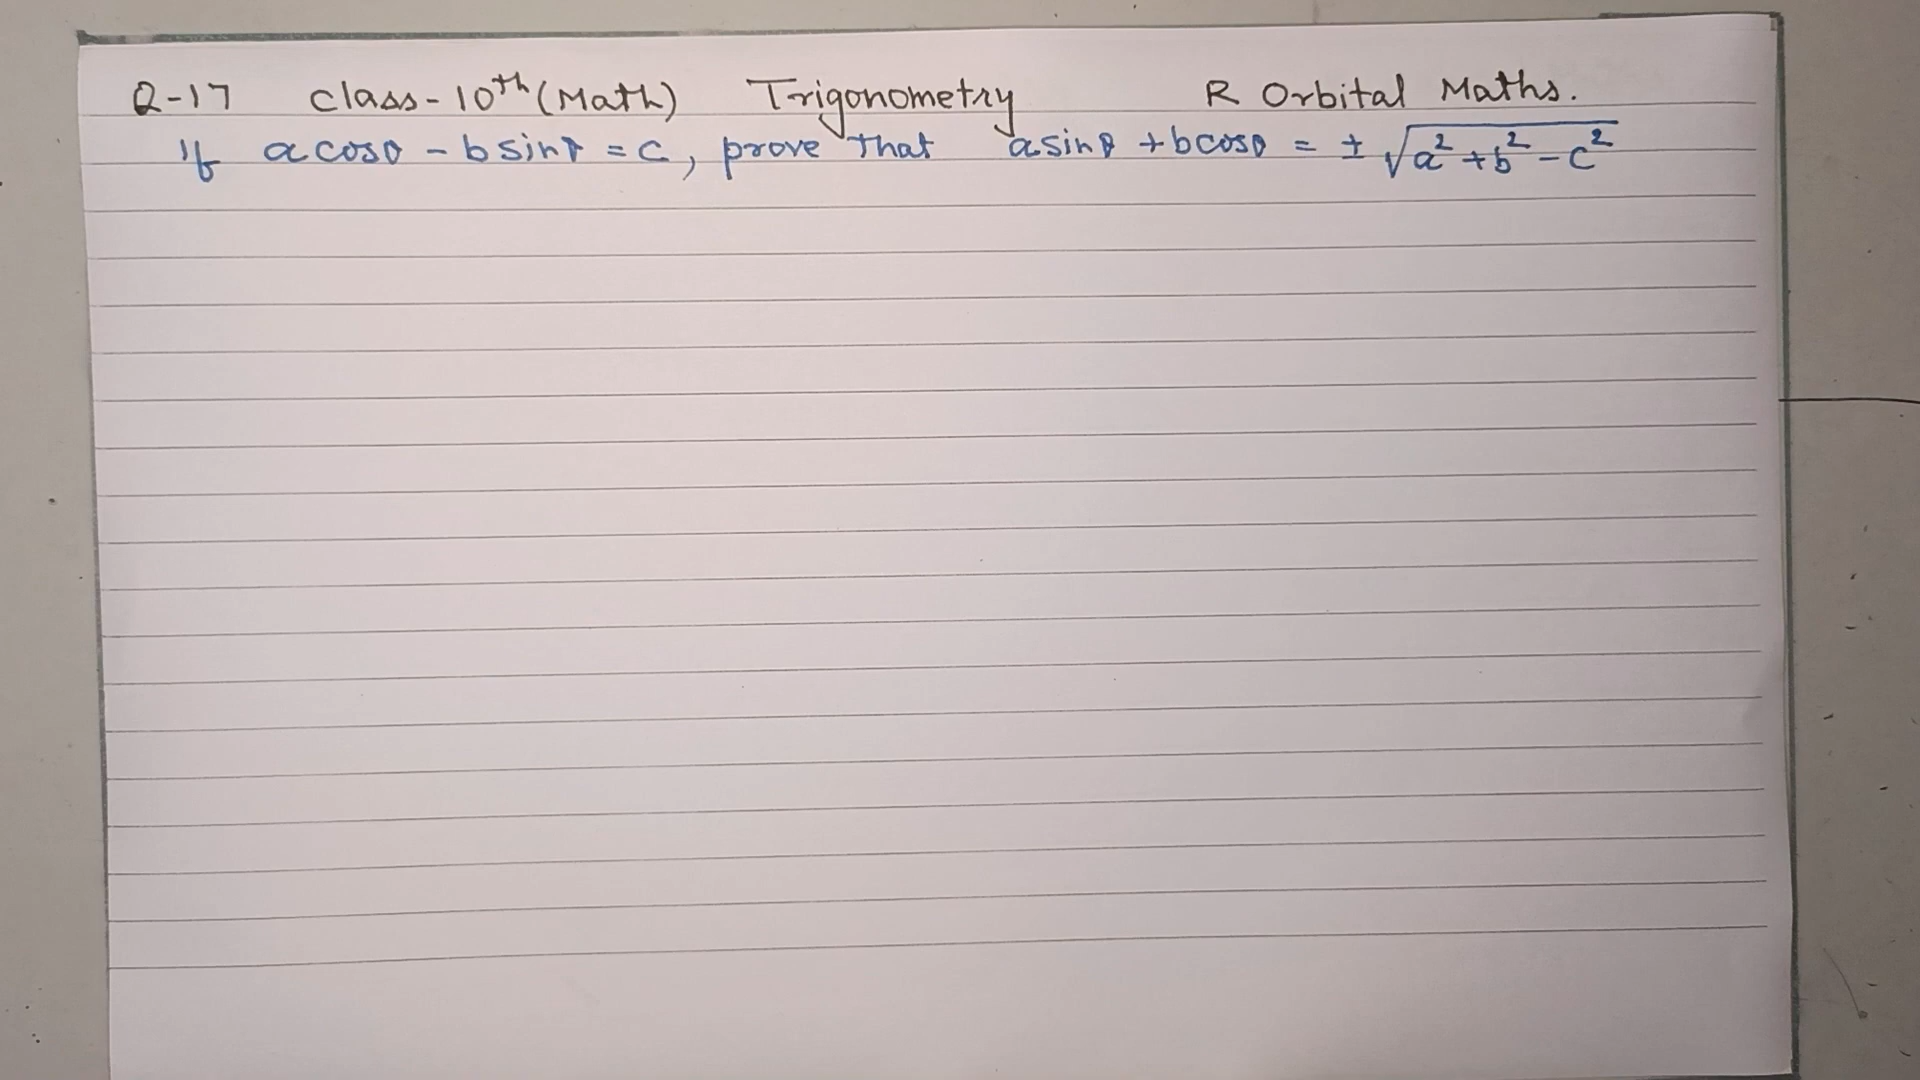 Q-17 class-10th (Math) Trigonometry R Orbital Maths.
If a cosθ - b sinθ = c, prove that a sinθ + b cosθ = ± √a² + b² - c²